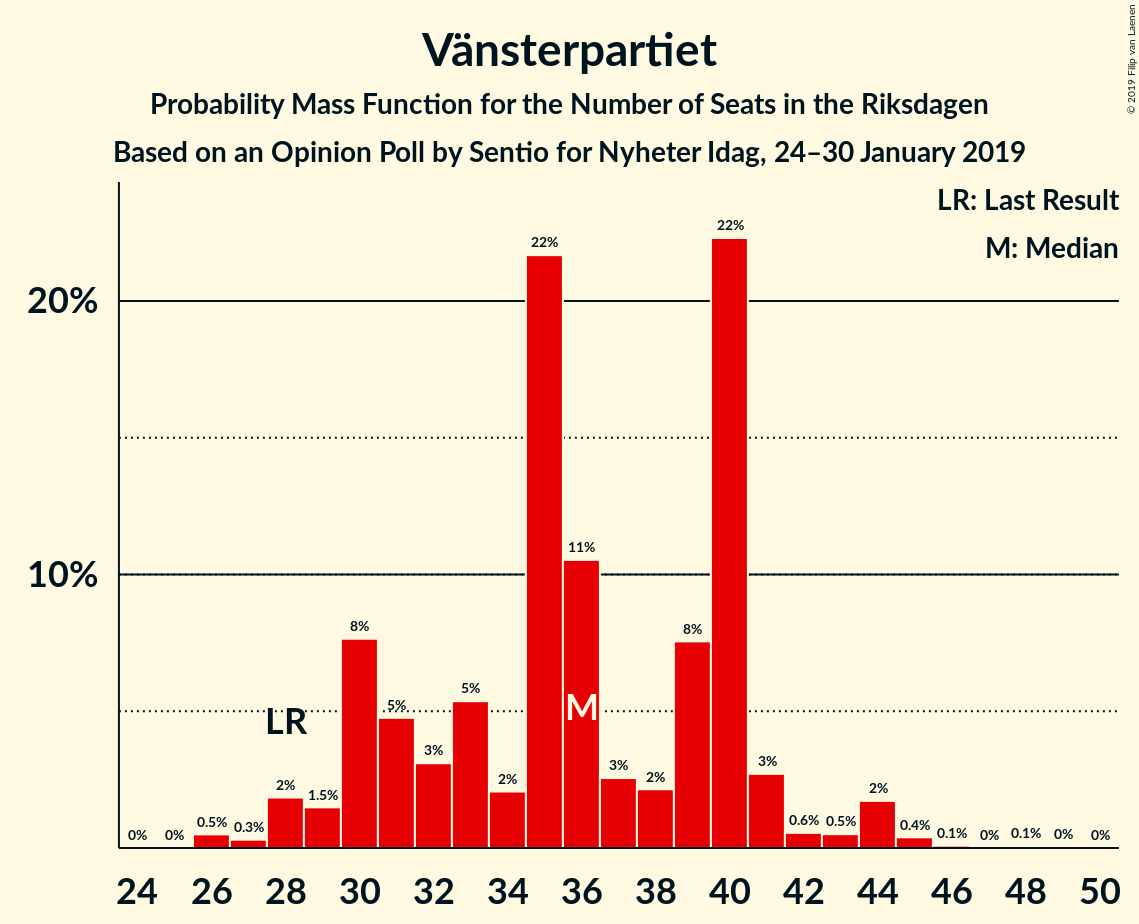 Vänsterpartiet
Probability Mass Function for the Number of Seats in the Riksdagen
Based on an Opinion Poll by Sentio for Nyheter Idag, 24–30 January 2019
© 2019 Filip van Laenen
LR: Last Result
M: Median
20%
10%
0% 0% 0.5% 0.3% 2% 1.5% 8% 5% 3% 5% 2% 22% 11% 3% 2% 8% 22% 3% 0.6% 0.5% 2% 0.4% 0.1% 0% 0.1% 0% 0%
LR
M
24 26 28 30 32 34 36 38 40 42 44 46 48 50